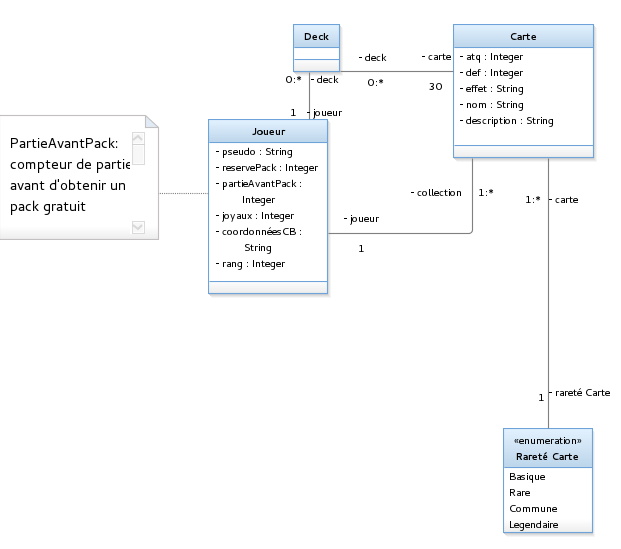 Deck
- deck
0:*
0:*
- deck
Carte
- atq : Integer
- def : Integer
- effet : String
- nom : String
- description : String
- carte
30
1
- joueur
PartieAvantPack:
compteur de partie
avant d'obtenir un
pack gratuit
Joueur
- pseudo : String
- reservePack : Integer
- partieAvantPack :
Integer
- joyaux : Integer
- coordonnéesCB :
String
- rang : Integer
- collection
1:*
- joueur
1
1:*
- carte
1
- rareté Carte
«enumeration»
Rareté Carte
Basique
Rare
Commune
Legendaire